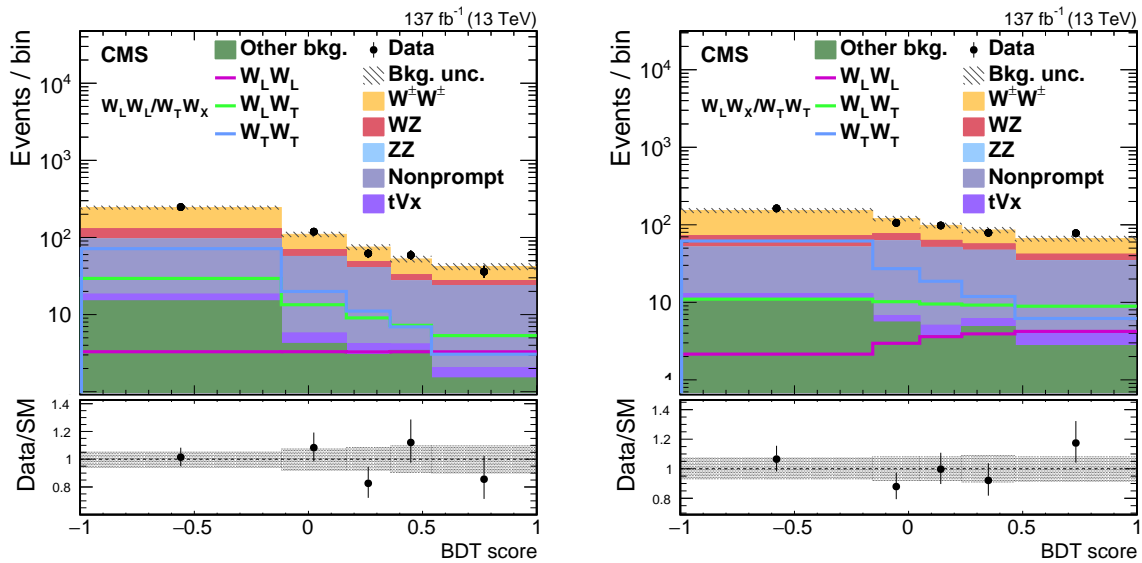 137 fb⁻¹ (13 TeV)
CMS
Other bkg.
Data
W_L W_L
Bkg. unc.
W_L W_L/W_T W_X
W_L W_T
W±W±
W_T W_T
WZ
ZZ
Nonprompt
tVx
Events / bin
10⁴
10³
10²
10
Data/SM
1.4
1.2
1.0
0.8
−1
−0.5
0
0.5
1
BDT score
137 fb⁻¹ (13 TeV)
CMS
Other bkg.
Data
W_L W_L
Bkg. unc.
W_L W_X/W_T W_T
W_L W_T
W±W±
W_T W_T
WZ
ZZ
Nonprompt
tVx
Events / bin
10⁴
10³
10²
10
1
Data/SM
1.4
1.2
1.0
0.8
−1
−0.5
0
0.5
1
BDT score